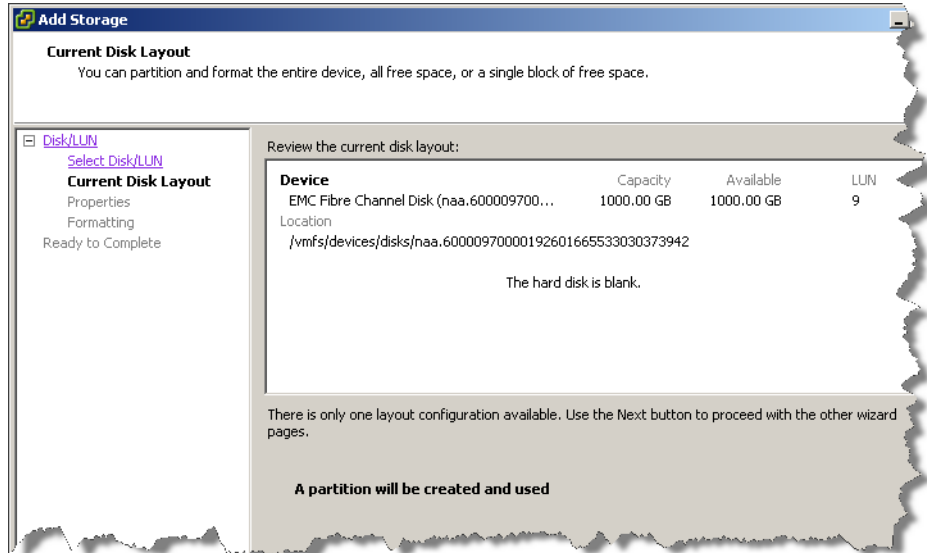 Add Storage
Current Disk Layout
You can partition and format the entire device, all free space, or a single block of free space.
Disk/LUN
Select Disk/LUN
Current Disk Layout
Properties
Formatting
Ready to Complete
Review the current disk layout:
Device Capacity Available LUN
EMC Fibre Channel Disk (naa.600009700... 1000.00 GB 1000.00 GB 9
Location
/vmfs/devices/disks/naa.60000970000192601665533030373942
The hard disk is blank.
There is only one layout configuration available. Use the Next button to proceed with the other wizard
pages.
A partition will be created and used